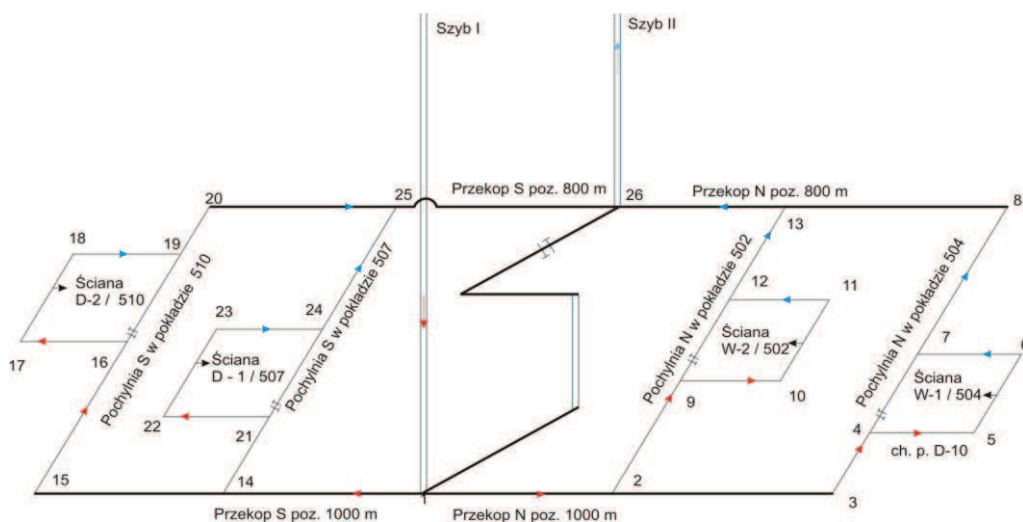 Szyb I
Szyb II
Przekop S poz. 800 m
26
Przekop N poz. 800 m
20
25
8
13
18
19
Ściana
D-2 / 510
Pochylnia S w pokładzie 510
17
16
23
24
Ściana
D - 1 / 507
Pochylnia S w pokładzie 507
22
21
12
11
Ściana
W-2 / 502
Pochylnia N w pokładzie 502
9
10
7
6
Ściana
W-1 / 504
Pochylnia N w pokładzie 504
4
5
ch. p. D-10
15
14
1
2
3
Przekop S poz. 1000 m
Przekop N poz. 1000 m